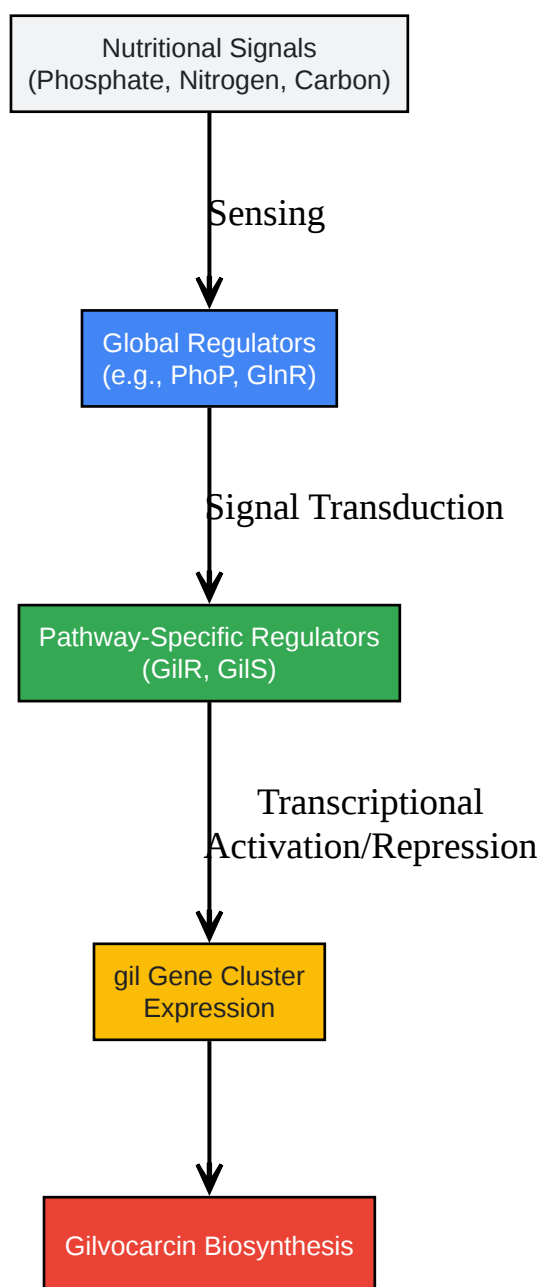 Nutritional Signals
(Phosphate, Nitrogen, Carbon)
Sensing
Global Regulators
(e.g., PhoP, GlnR)
Signal Transduction
Pathway-Specific Regulators
(GilR, GilS)
Transcriptional
Activation/Repression
gil Gene Cluster
Expression
Gilvocarcin Biosynthesis